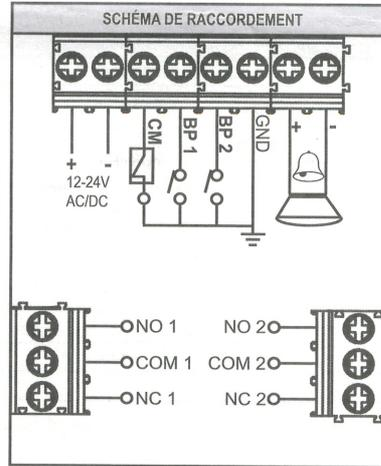 SCHÉMA DE RACCORDEMENT
CM
BP 1
BP 2
GND
+ -
12-24V
AC/DC
+ -
NO 1
COM 1
NC 1
NO 2
COM 2
NC 2